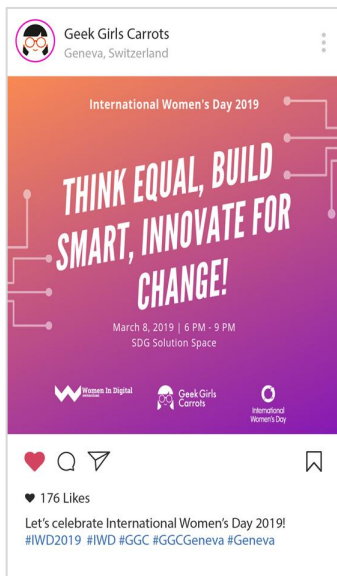 Geek Girls Carrots
Geneva, Switzerland
International Women's Day 2019
THINK EQUAL, BUILD
SMART, INNOVATE FOR
CHANGE!
March 8, 2019 | 6 PM - 9 PM
SDG Solution Space
Women In Digital
Geek Girls
Carrots
International
Women's Day
176 Likes
Let's celebrate International Women's Day 2019!
#IWD2019 #IWD #GGC #GGCGeneva #Geneva